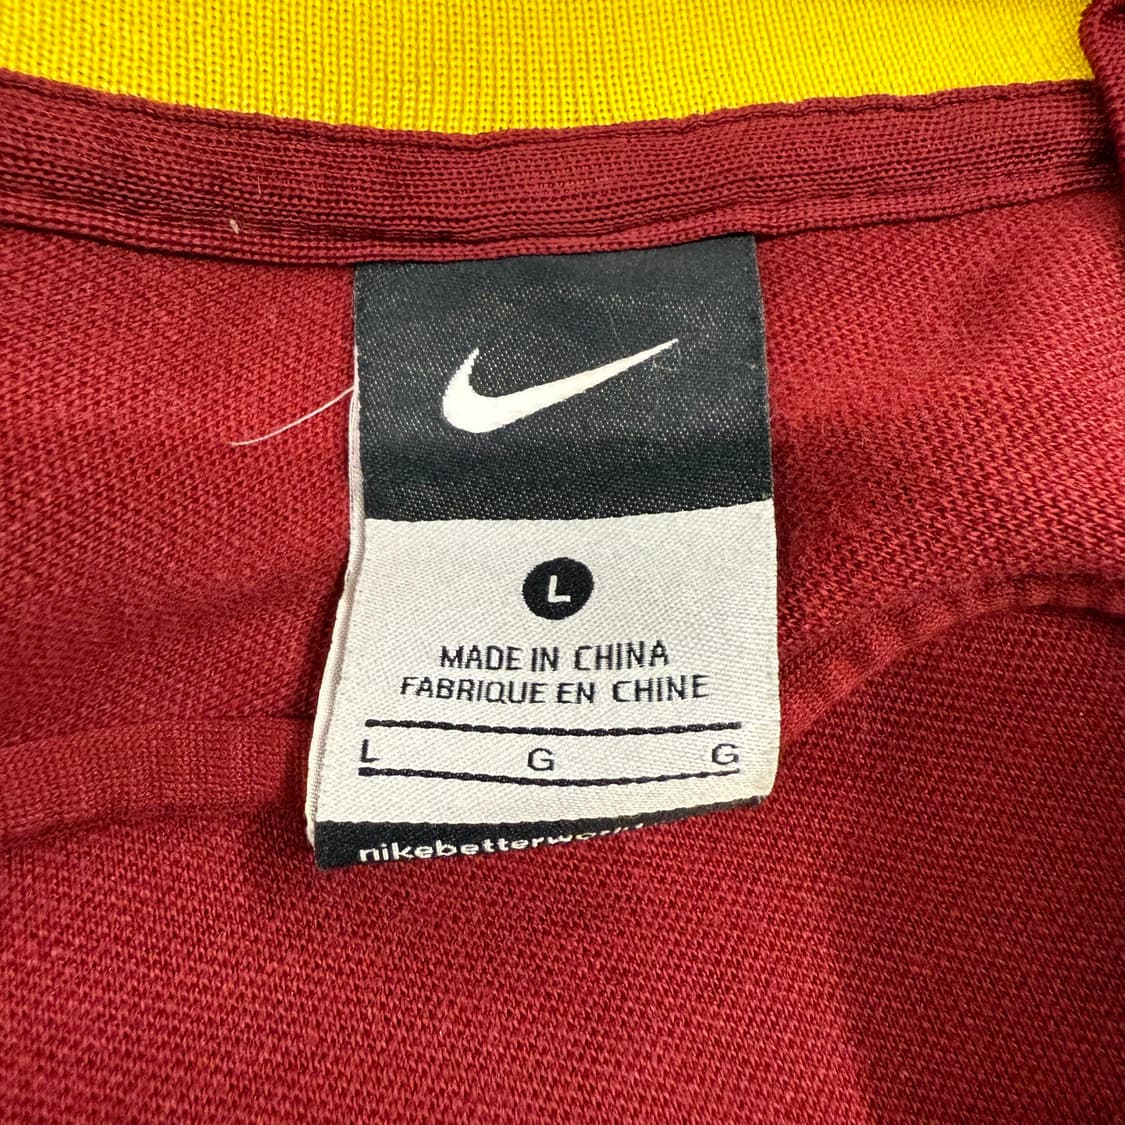 L
MADE IN CHINA
FABRIQUE EN CHINE
L G G